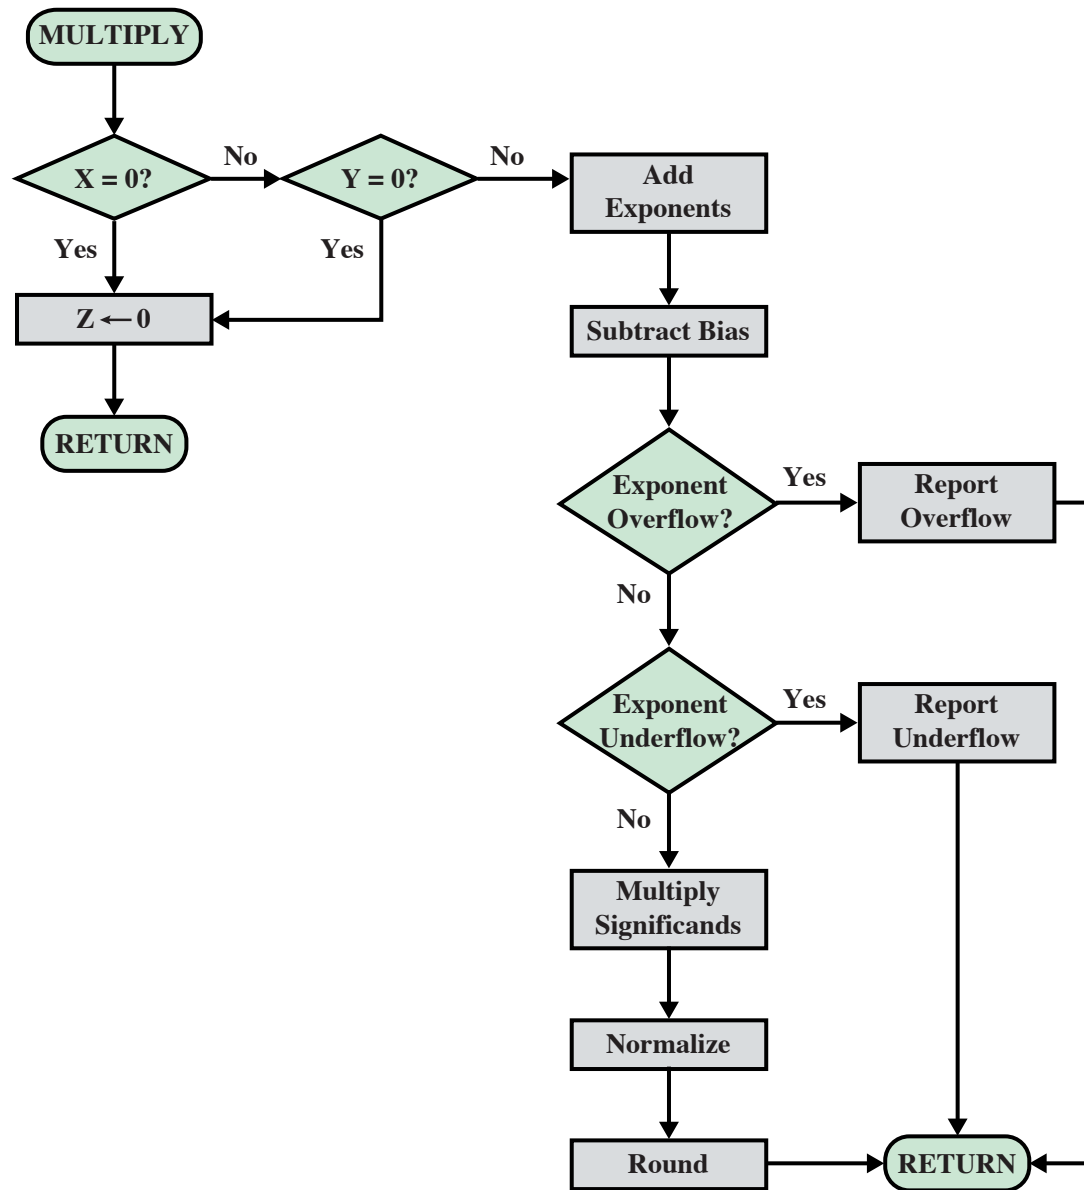 MULTIPLY
X = 0?
No
Y = 0?
No
Add
Exponents
Yes
Yes
Z ← 0
Subtract Bias
RETURN
Exponent
Overflow?
Yes
Report
Overflow
No
Exponent
Underflow?
Yes
Report
Underflow
No
Multiply
Significands
Normalize
Round
RETURN